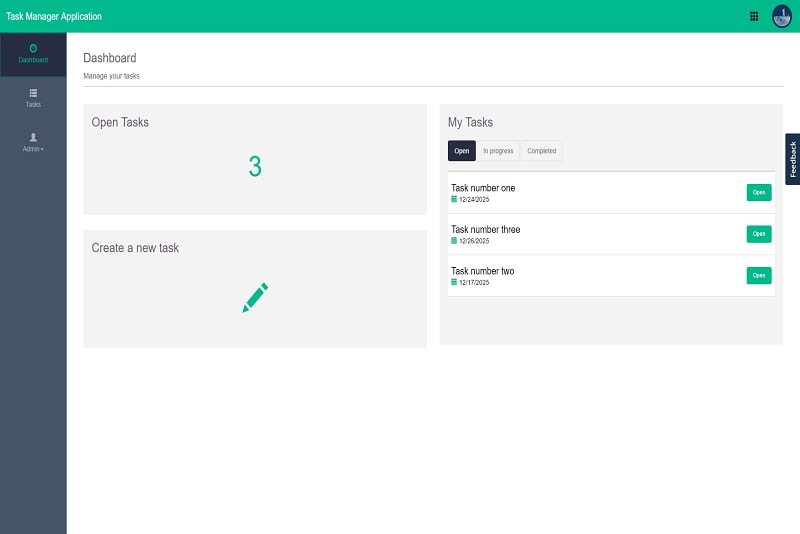 Task Manager Application
Dashboard
Tasks
Admin
Dashboard
Manage your tasks
Open Tasks
3
Create a new task
My Tasks
Open In progress Completed
Task number one
12/24/2025
Open
Task number three
12/26/2025
Open
Task number two
12/17/2025
Open
Feedback